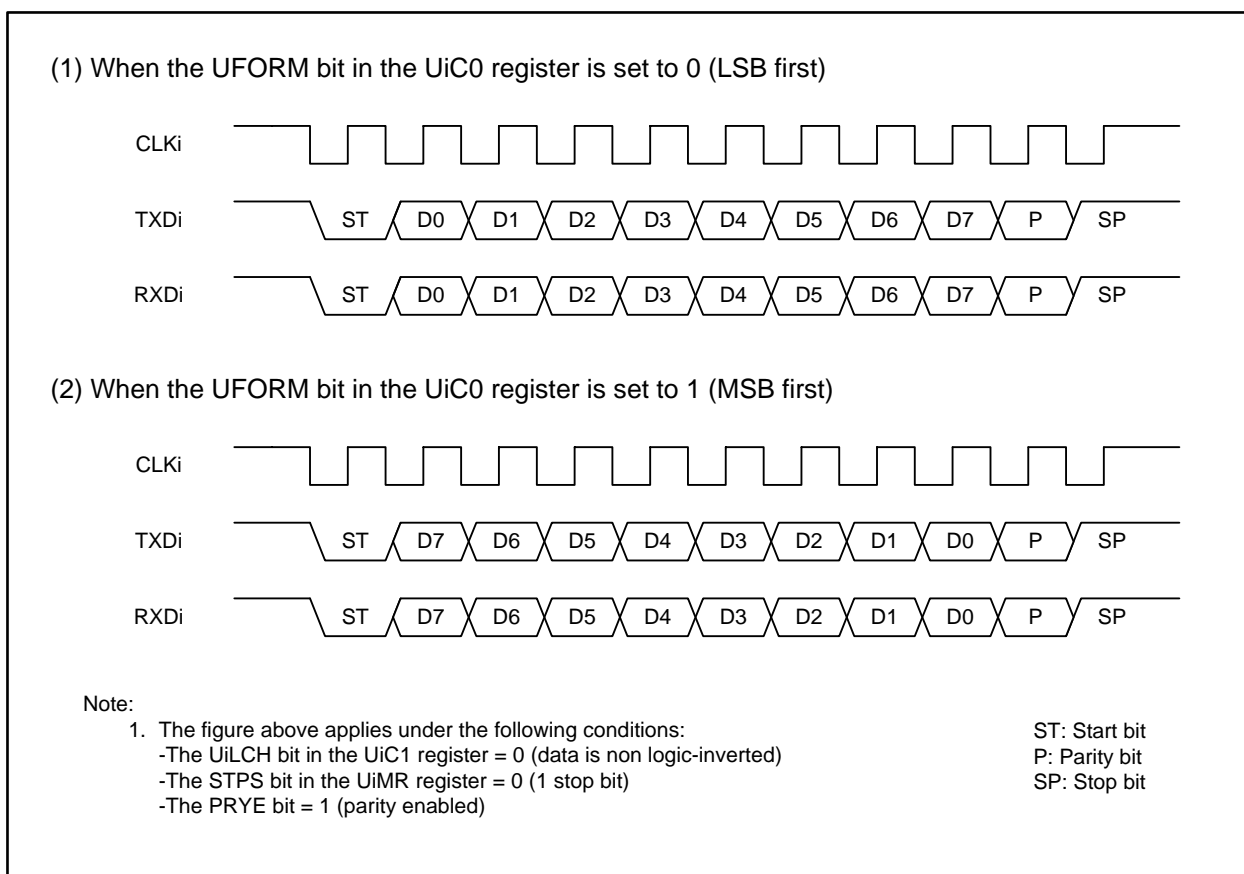 (1) When the UFORM bit in the UiC0 register is set to 0 (LSB first)
CLKi
TXDi ST D0 D1 D2 D3 D4 D5 D6 D7 P SP
RXDi ST D0 D1 D2 D3 D4 D5 D6 D7 P SP
(2) When the UFORM bit in the UiC0 register is set to 1 (MSB first)
CLKi
TXDi ST D7 D6 D5 D4 D3 D2 D1 D0 P SP
RXDi ST D7 D6 D5 D4 D3 D2 D1 D0 P SP
Note:
1. The figure above applies under the following conditions:
-The UiLCH bit in the UiC1 register = 0 (data is non logic-inverted)
-The STPS bit in the UiMR register = 0 (1 stop bit)
-The PRYE bit = 1 (parity enabled)
ST: Start bit
P: Parity bit
SP: Stop bit